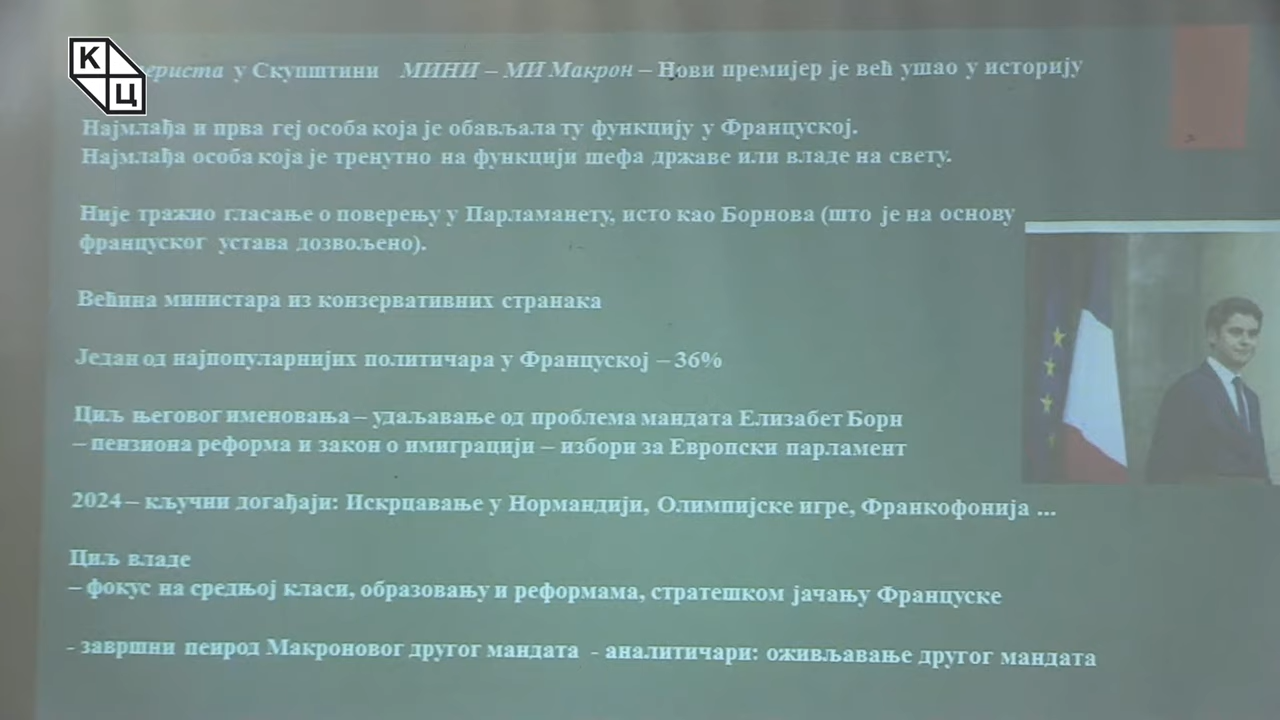 К
Ц
у Скупштини МИНИ – МИ Макрон – Нови премијер је већ ушао у историју
Најмлађа и прва геј особа која је обављала ту функцију у Француској.
Најмлађа особа која је тренутно на функцији шефа државе или владе на свету.
Није тражио гласање о поверењу у Парламанету, исто као Борнова (што је на основу
француског устава дозвољено).
Већина министара из конзервативних странака
Један од најпопуларнијих политичара у Француској – 36%
Циљ његовог именовања – удаљавање од проблема мандата Елизабет Борн
– пензиона реформа и закон о имиграцији – избори за Европски парламент
2024 – кључни догађаји: Искрцавање у Нормандији, Олимпијске игре, Франкофонија ...
Циљ владе
– фокус на средњој класи, образовању и реформама, стратешком јачању Француске
- завршни пеирод Макроновог другог мандата - аналитичари: оживљавање другог мандата